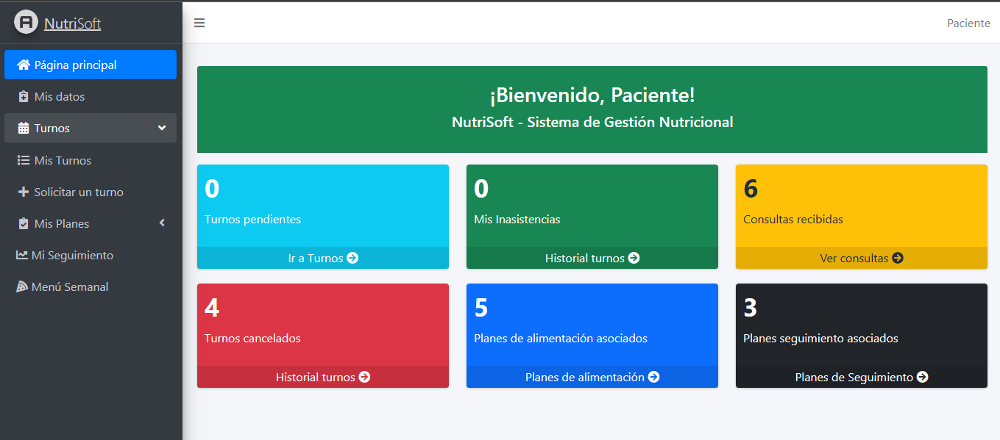 NutriSoft
Paciente
Página principal
Mis datos
Turnos
Mis Turnos
Solicitar un turno
Mis Planes
Mi Seguimiento
Menú Semanal
¡Bienvenido, Paciente!
NutriSoft - Sistema de Gestión Nutricional
0
Turnos pendientes
Ir a Turnos
0
Mis Inasistencias
Historial turnos
6
Consultas recibidas
Ver consultas
4
Turnos cancelados
Historial turnos
5
Planes de alimentación asociados
Planes de alimentación
3
Planes seguimiento asociados
Planes de Seguimiento